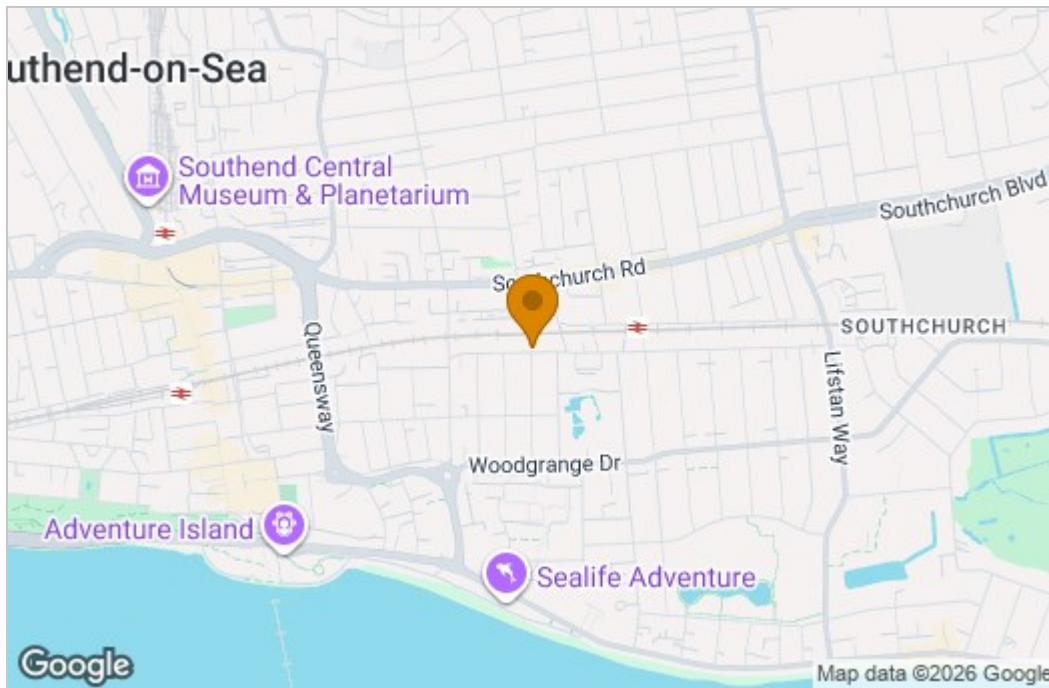 uthend-on-Sea
Southend Central
Museum & Planetarium
Southchurch Blvd
Southchurch Rd
SOUTHCHURCH
Queensway
Lifstan Way
Woodgrange Dr
Adventure Island
Sealife Adventure
Google
Map data ©2026 Google